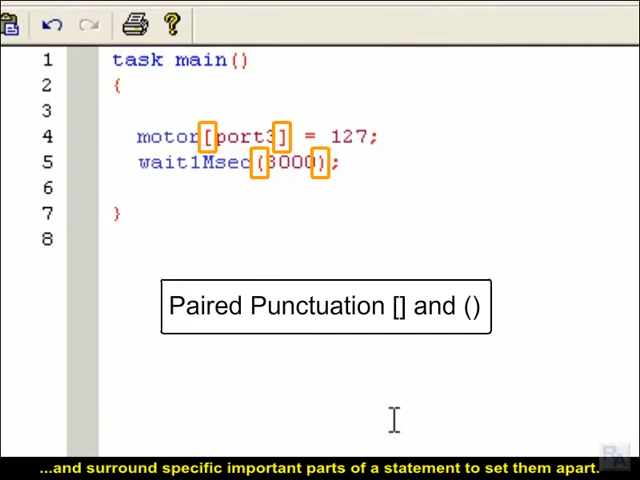 1 task main()
2 {
3
4 motor[port3] = 127;
5 wait1Msec(3000);
6
7 }
8
Paired Punctuation [] and ()
RA
...and surround specific important parts of a statement to set them apart.